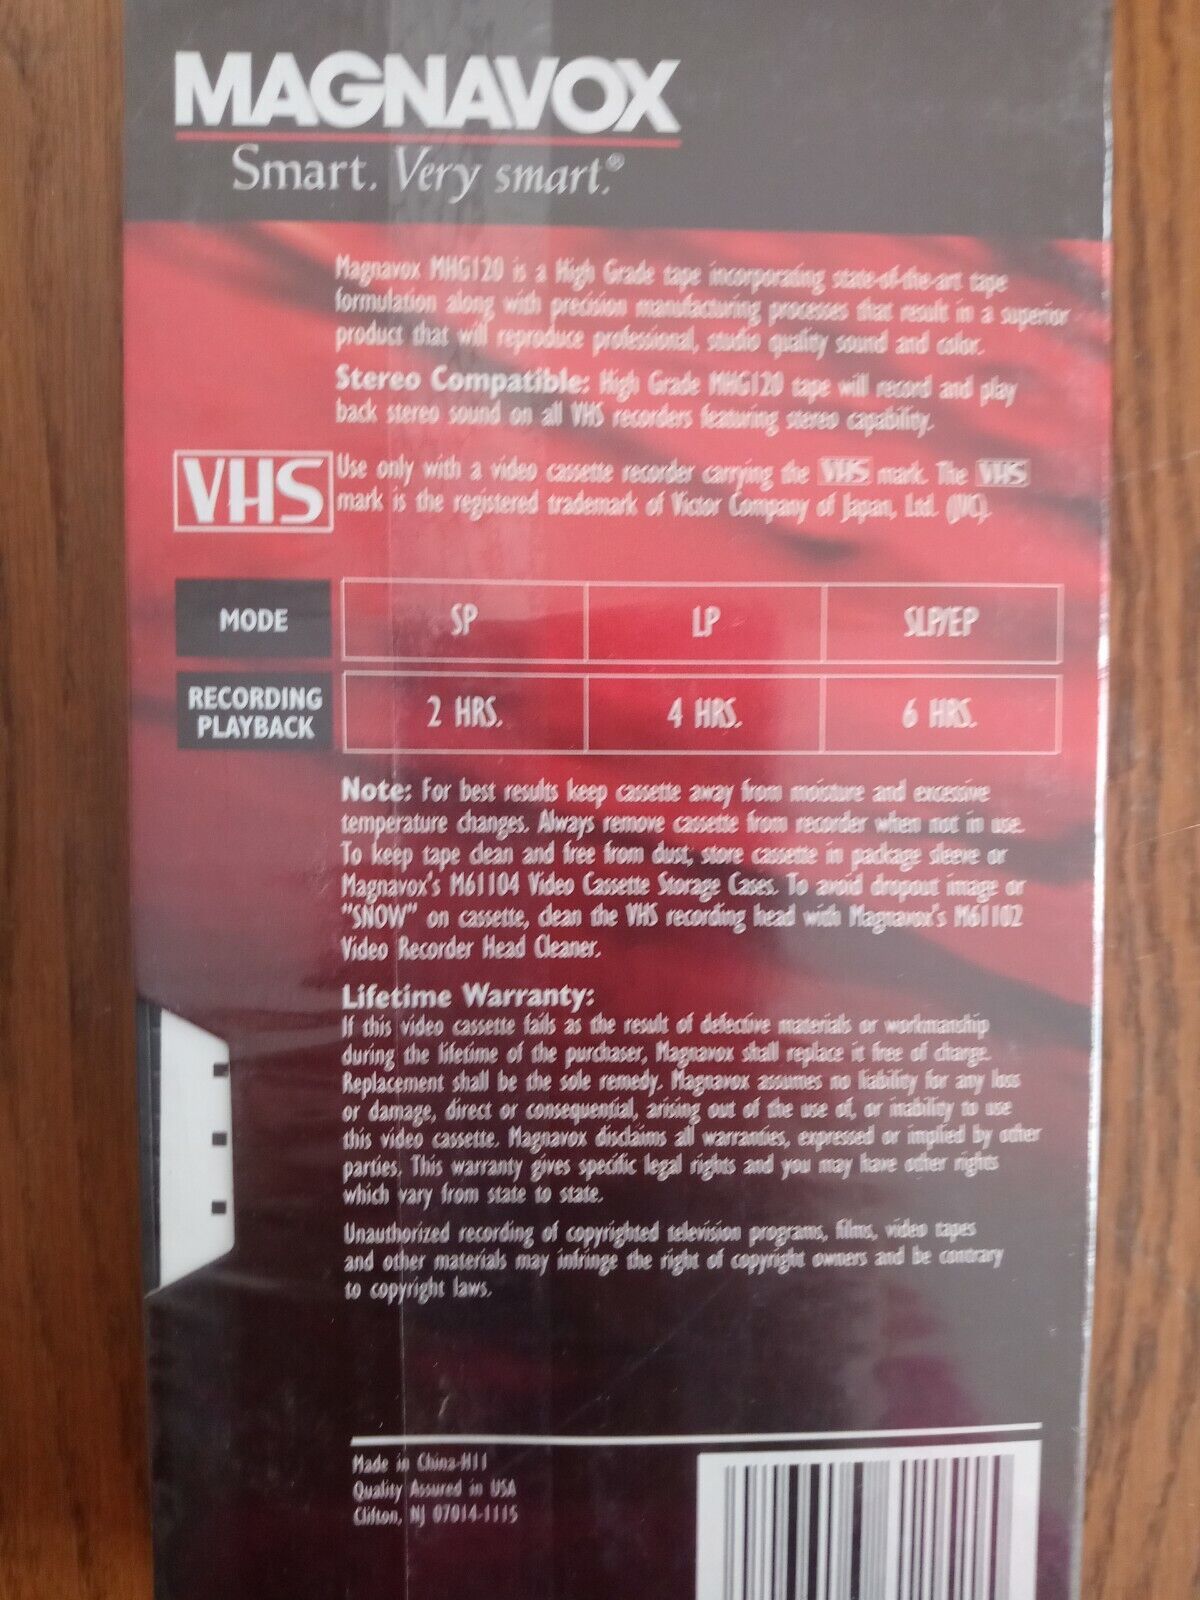 MAGNAVOX
Smart. Very smart.®
Magnavox MHG120 is a High Grade tape incorporating state-of-the-art tape
formulation along with precision manufacturing processes that result in a superior
product that will reproduce professional, studio quality sound and color.
Stereo Compatible: High Grade MHG120 tape will record and play
back stereo sound on all VHS recorders featuring stereo capability.
VHS
Use only with a video cassette recorder carrying the VHS mark. The VHS
mark is the registered trademark of Victor Company of Japan, Ltd. (JVC).
MODE SP LP SLP/EP
RECORDING
PLAYBACK 2 HRS. 4 HRS. 6 HRS.
Note: For best results keep cassette away from moisture and excessive
temperature changes. Always remove cassette from recorder when not in use.
To keep tape clean and free from dust, store cassette in package sleeve or
Magnavox's M61104 Video Cassette Storage Cases. To avoid dropout image or
"SNOW" on cassette, clean the VHS recording head with Magnavox's M61102
Video Recorder Head Cleaner.
Lifetime Warranty:
If this video cassette fails as the result of defective materials or workmanship
during the lifetime of the purchaser, Magnavox shall replace it free of charge.
Replacement shall be the sole remedy. Magnavox assumes no liability for any loss
or damage, direct or consequential, arising out of the use of, or inability to use
this video cassette. Magnavox disclaims all warranties, expressed or implied by other
parties. This warranty gives specific legal rights and you may have other rights
which vary from state to state.
Unauthorized recording of copyrighted television programs, films, video tapes
and other materials may infringe the right of copyright owners and be contrary
to copyright laws.
Made in China-H11
Quality Assured in USA
Clifton, NJ 07014-1115